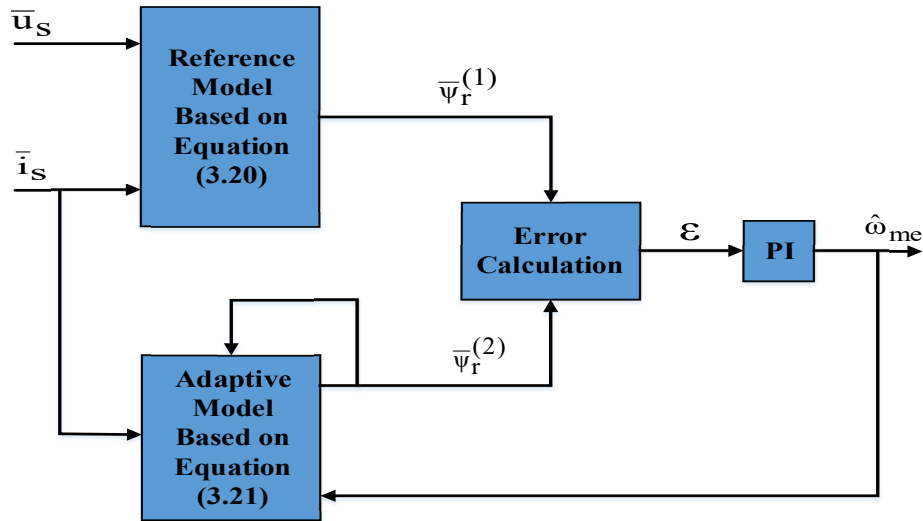 u̅s
Reference
Model
Based on
Equation
(3.20)
ψ̅r(1)
i̅s
Error
Calculation
ε
PI
ω̂me
ψ̅r(2)
Adaptive
Model
Based on
Equation
(3.21)